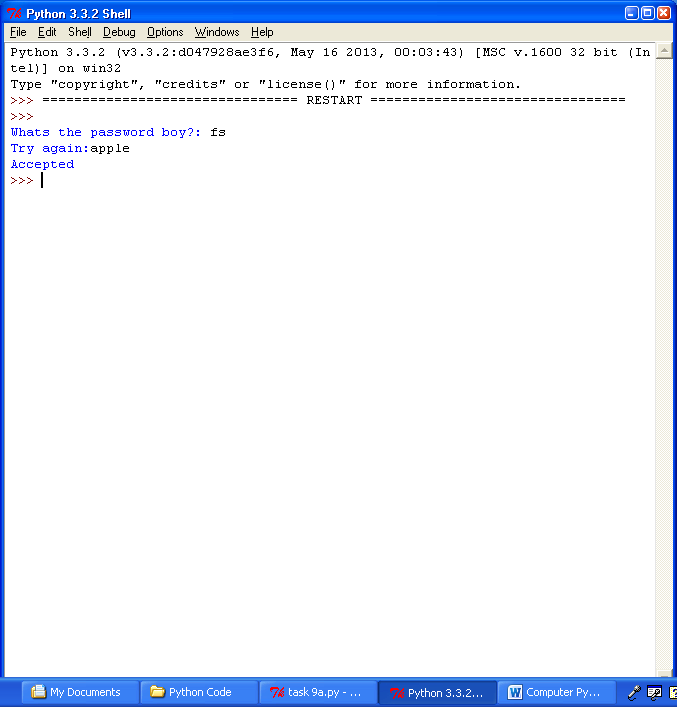 Python 3.3.2 Shell
File Edit Shell Debug Options Windows Help
Python 3.3.2 (v3.3.2:d047928ae3f6, May 16 2013, 00:03:43) [MSC v.1600 32 bit (In
tel)] on win32
Type "copyright", "credits" or "license()" for more information.
>>> ================================ RESTART ================================
>>>
Whats the password boy?: fs
Try again:apple
Accepted
>>>
My Documents Python Code task 9a.py - ... Python 3.3.2... Computer Py...